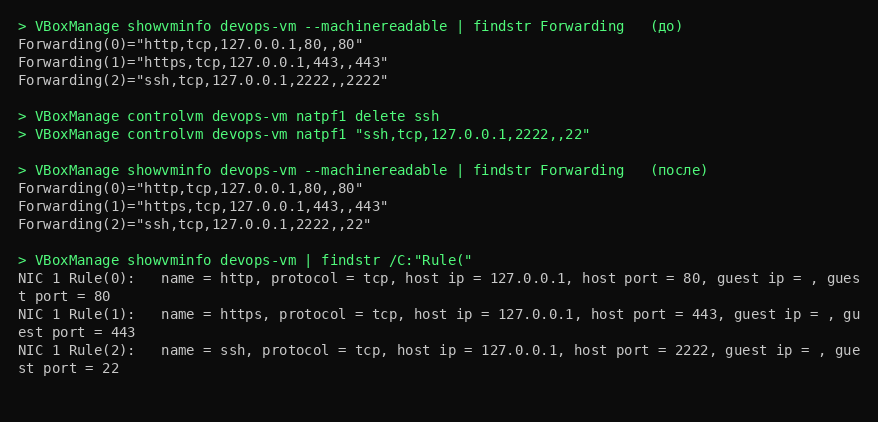 > VBoxManage showvminfo devops-vm --machinereadable | findstr Forwarding   (до)
Forwarding(0)="http,tcp,127.0.0.1,80,,80"
Forwarding(1)="https,tcp,127.0.0.1,443,,443"
Forwarding(2)="ssh,tcp,127.0.0.1,2222,,2222"
> VBoxManage controlvm devops-vm natpf1 delete ssh
> VBoxManage controlvm devops-vm natpf1 "ssh,tcp,127.0.0.1,2222,,22"
> VBoxManage showvminfo devops-vm --machinereadable | findstr Forwarding   (после)
Forwarding(0)="http,tcp,127.0.0.1,80,,80"
Forwarding(1)="https,tcp,127.0.0.1,443,,443"
Forwarding(2)="ssh,tcp,127.0.0.1,2222,,22"
> VBoxManage showvminfo devops-vm | findstr /C:"Rule("
NIC 1 Rule(0):   name = http, protocol = tcp, host ip = 127.0.0.1, host port = 80, guest ip = , gues
t port = 80
NIC 1 Rule(1):   name = https, protocol = tcp, host ip = 127.0.0.1, host port = 443, guest ip = , gu
est port = 443
NIC 1 Rule(2):   name = ssh, protocol = tcp, host ip = 127.0.0.1, host port = 2222, guest ip = , gue
st port = 22